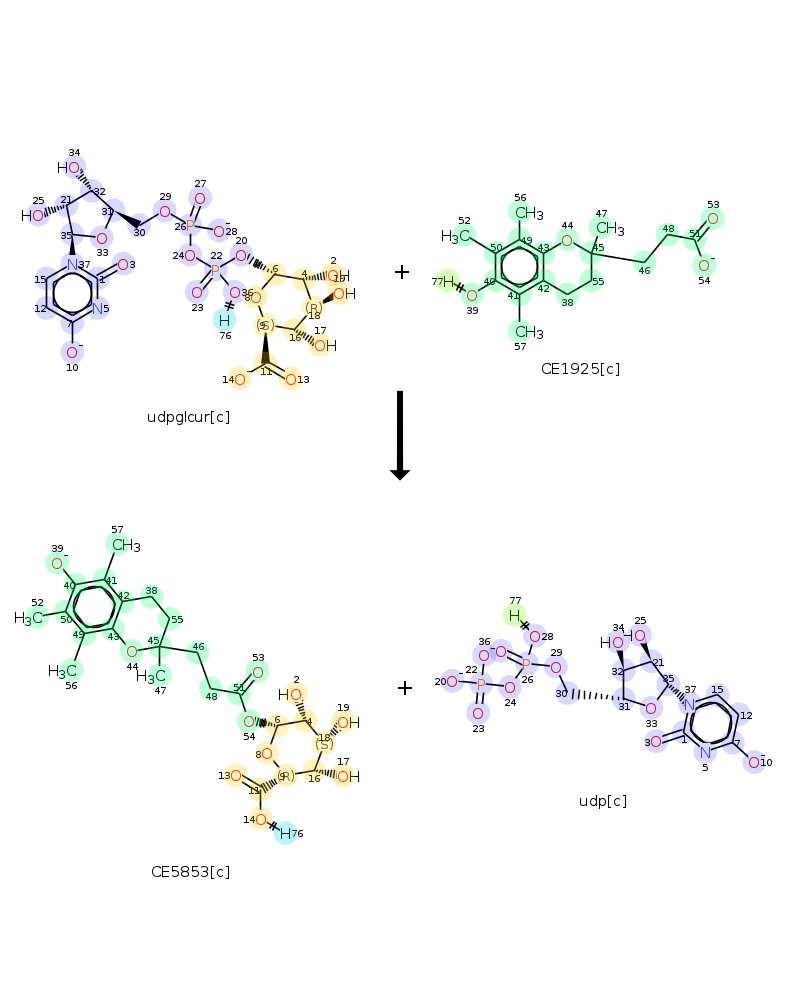 34
HO
32
27
O
25
HO
21
31
29
O
26
P
28
O-
30
35
33
O
37
N
24
O
22
P
20
O
15
1
3
O
23
O
36
O
6
4
2
OH
12
N
5
8
O
18
(R)
19
OH
7
H
76
9
(S)
16
17
OH
O-
10
11
14
O-
O
13
udpglcur[c]
+
56
CH3
52
H3C
44
O
47
CH3
48
53
O
49
50
43
45
51
77
H
46
54
O-
40
O
39
41
42
38
55
57
CH3
CE1925[c]
57
CH3
39
O-
40
41
42
38
52
H3C
50
55
49
43
45
46
O
44
H3C
47
H3C
56
53
O
48
51
2
HO
O
54
6
4
19
OH
8
O
18
(S)
13
O
9
(R)
16
17
OH
11
14
O
H
76
CE5853[c]
+
77
H
O
28
36
O-
O
26
P
29
O
34
HO
25
HO
32
21
35
20
O-
22
P
24
O
30
31
37
N
15
23
O
33
O
12
3
O
1
7
N
5
O-
10
udp[c]